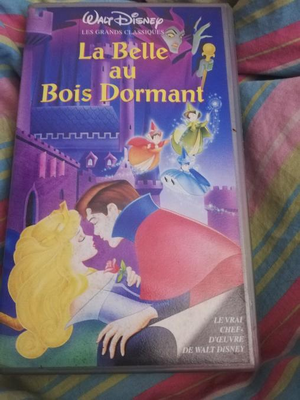 WALT DISNEY
LES GRANDS CLASSIQUES
La Belle
au
Bois Dormant
LE VRAI
CHEF-
D'ŒUVRE
DE WALT DISNEY